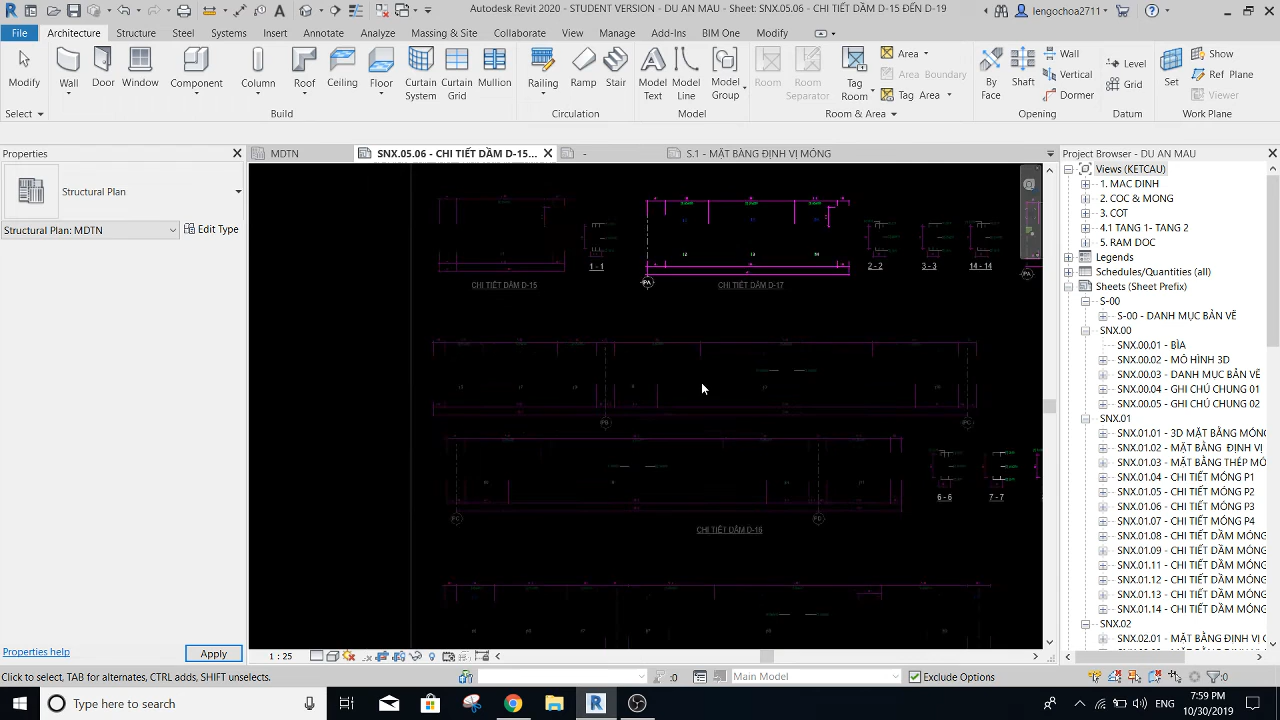 Autodesk Revit 2020 - STUDENT VERSION - DU AN MAU - Sheet: SNX.05.06 - CHI TIẾT DẦM D-15 ĐẾN D-19
lengochoa2711
File Architecture Structure Steel Systems Insert Annotate Analyze Massing & Site Collaborate View Manage Add-Ins BIM One Modify
Modify Wall Door Window Component Column Roof Ceiling Floor Curtain System Curtain Grid Mullion Railing Ramp Stair Model Text Model Line Model Group Room Room Separator Tag Room
Area
Area Boundary
Tag Area
By Face Shaft
Wall
Vertical
Dormer
Level
Grid
Set
Show
Ref Plane
Viewer
Select Build Circulation Model Room & Area Opening Datum Work Plane
Properties
MDTN
SNX.05.06 - CHI TIẾT DẦM D-15...
-
S.1 - MẶT BẰNG ĐỊNH VỊ MÓNG
Project Browser - DU AN MAU
Structural Plan
Structural Plan: MDTN
Edit Type
Properties help
Apply
1 - 1
2 - 2
3 - 3
14 - 14
CHI TIẾT DẦM D-15
CHI TIẾT DẦM D-17
6 - 6
7 - 7
CHI TIẾT DẦM D-16
Views (KETCAU)
1. MAC DINH
2. COC & MONG
3. COT
4.1 TANG 1- TANG 2
5. RAM DOC
Legends
Schedules/Quantities (all)
Sheets (Sheet Prefix)
S-00
S-00 - DANH MỤC BẢN VẼ
SNX.00
SNX.00.01 - BÌA
SNX.00.02 - MÔ HÌNH 3D
SNX.00.03 - DANH MỤC BẢN VẼ
SNX.00.04 - GHI CHÚ CHUNG 01
SNX.00.05 - GHI CHÚ CHUNG 02
SNX.01
SNX.01.01 - 3D MẶT BẰNG MÓNG
SNX.01.02 - MẶT BẰNG ĐỊNH VỊ
SNX.01.03 - MẶT BẰNG THÉP MÓ
SNX.01.04 - CHI TIẾT MÓNG P1
SNX.01.05 - CHI TIẾT MÓNG P2
SNX.01.06 - CHI TIẾT MÓNG P3
SNX.01.07 - CHI TIẾT MÓNG P4
SNX.01.08 - CHI TIẾT DẦM MÓNG
SNX.01.09 - CHI TIẾT DẦM MÓNG
SNX.01.11 - CHI TIẾT DẦM MÓNG
SNX.01.12 - CHI TIẾT DẦM MÓNG
SNX.01.13 - CHI TIẾT DẦM MÓNG
SNX.01.14 - CHI TIẾT DẦM MÓNG
SNX.02
SNX.02.01 - MẶT BẰNG ĐỊNH VỊ C
1 : 25
Click to select, TAB for alternates, CTRL adds, SHIFT unselects.
:0
Main Model
Exclude Options
:0
Type here to search
ENG
7:59 PM
10/30/2019